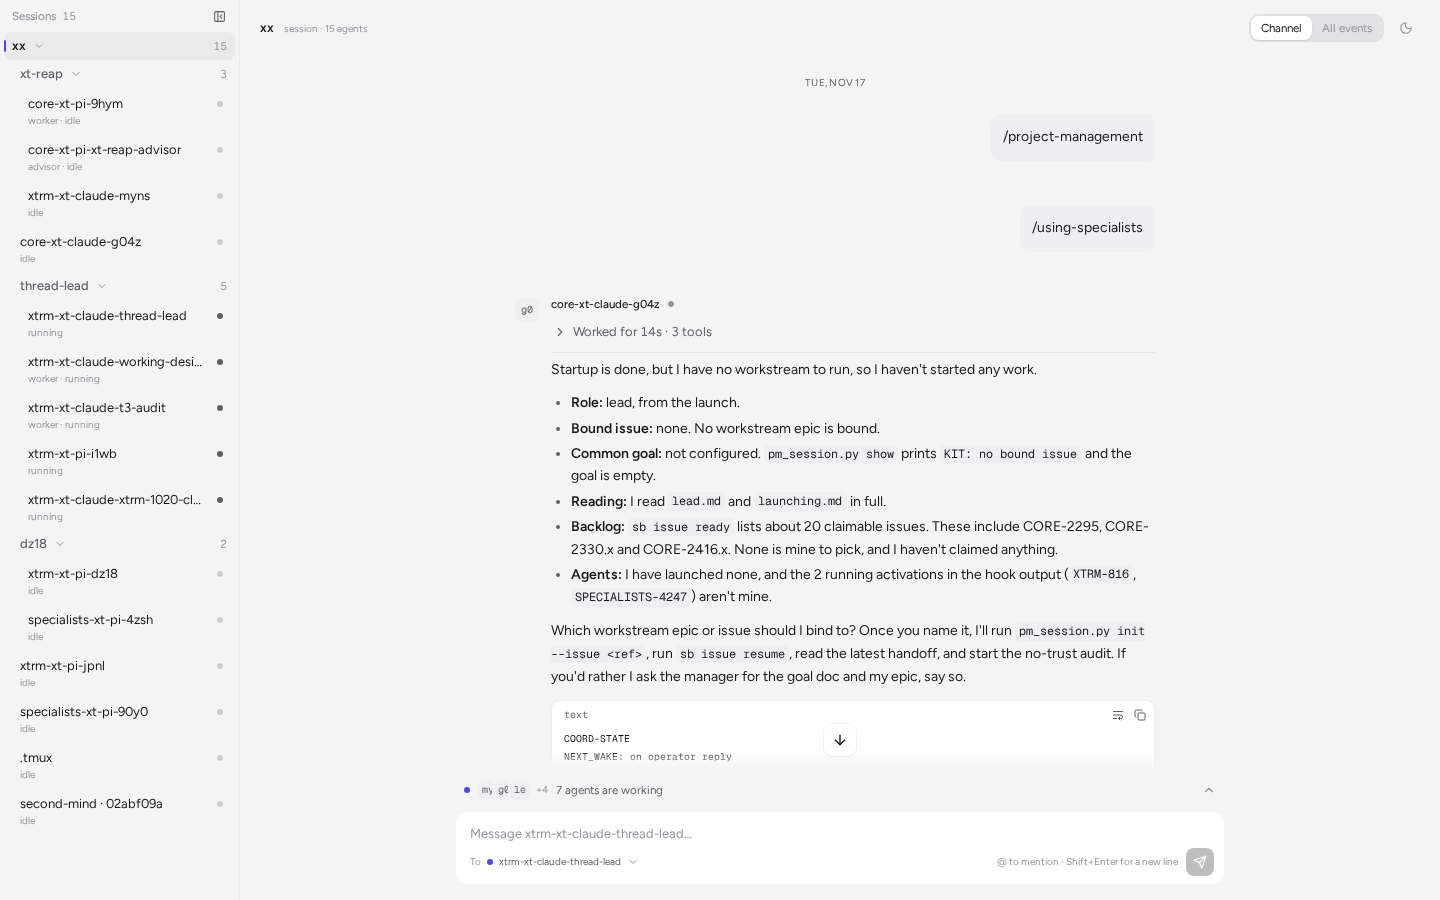 Sessions 15
xx 15
xt-reap 3
core-xt-pi-9hym
worker · idle
core-xt-pi-xt-reap-advisor
advisor · idle
xtrm-xt-claude-myns
idle
core-xt-claude-g04z
idle
thread-lead 5
xtrm-xt-claude-thread-lead
running
xtrm-xt-claude-working-desi...
worker · running
xtrm-xt-claude-t3-audit
worker · running
xtrm-xt-pi-i1wb
running
xtrm-xt-claude-xtrm-1020-cl...
running
dz18 2
xtrm-xt-pi-dz18
idle
specialists-xt-pi-4zsh
idle
xtrm-xt-pi-jpnl
idle
specialists-xt-pi-90y0
idle
.tmux
idle
second-mind · 02abf09a
idle
xx session · 15 agents
Channel All events
TUE, NOV 17
/project-management
/using-specialists
g0 core-xt-claude-g04z
Worked for 14s · 3 tools
Startup is done, but I have no workstream to run, so I haven't started any work.
• Role: lead, from the launch.
• Bound issue: none. No workstream epic is bound.
• Common goal: not configured. pm_session.py show prints KIT: no bound issue and the
goal is empty.
• Reading: I read lead.md and launching.md in full.
• Backlog: sb issue ready lists about 20 claimable issues. These include CORE-2295, CORE-
2330.x and CORE-2416.x. None is mine to pick, and I haven't claimed anything.
• Agents: I have launched none, and the 2 running activations in the hook output ( XTRM-816 ,
SPECIALISTS-4247 ) aren't mine.
Which workstream epic or issue should I bind to? Once you name it, I'll run pm_session.py init
--issue <ref> , run sb issue resume , read the latest handoff, and start the no-trust audit. If
you'd rather I ask the manager for the goal doc and my epic, say so.
text
COORD-STATE
NEXT_WAKE: on operator reply
my g0 le +4 7 agents are working
Message xtrm-xt-claude-thread-lead...
To xtrm-xt-claude-thread-lead
@ to mention · Shift+Enter for a new line